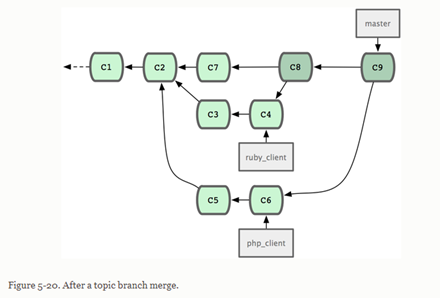 master
C1 C2 C7 C8 C9
C3 C4
ruby_client
C5 C6
php_client
Figure 5-20. After a topic branch merge.